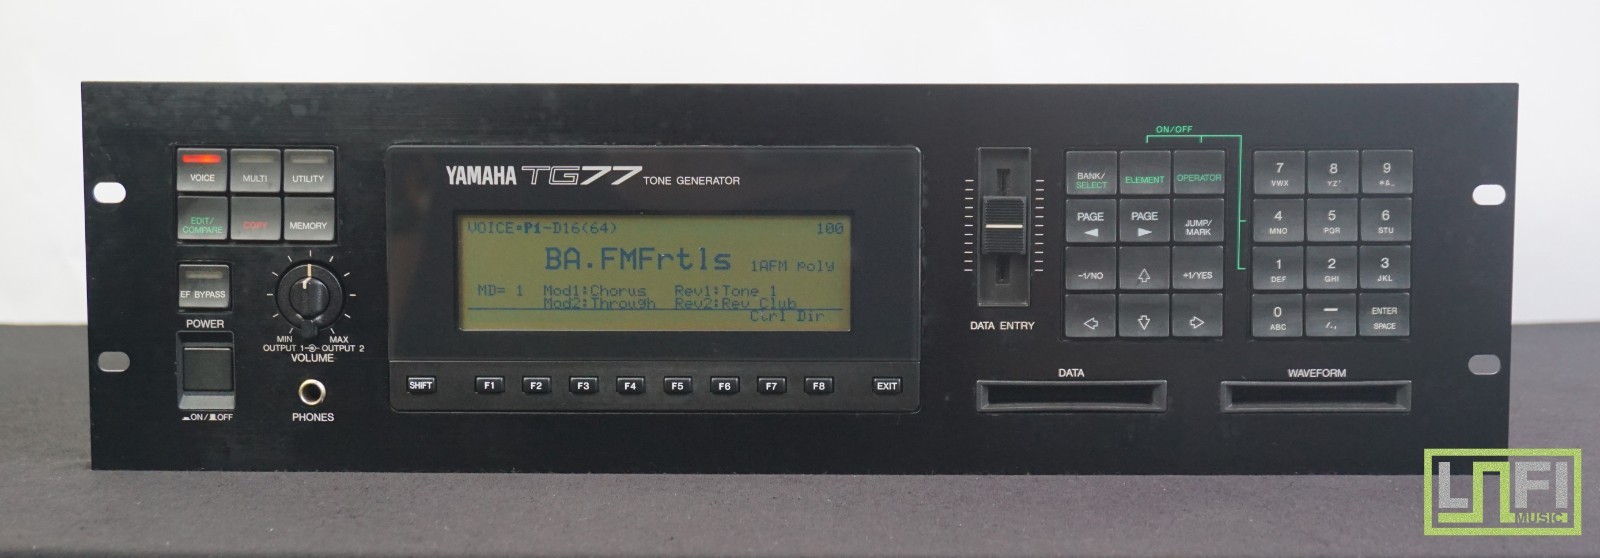 VOICE MULTI UTILITY
EDIT/COMPARE COPY MEMORY
EF BYPASS
POWER
ON/OFF
MIN MAX
OUTPUT 1 OUTPUT 2
VOLUME
PHONES
YAMAHA TG77 TONE GENERATOR
VOICE P1-D16(64) 100
BA.FMFrtls 1AFM poly
MD= 1 Mod1:Chorus Rev1:Tone 1
Mod2:Through Rev2:Rev Club
Ctrl Dir
SHIFT F1 F2 F3 F4 F5 F6 F7 F8 EXIT
DATA ENTRY
ON/OFF
BANK/SELECT ELEMENT OPERATOR
PAGE PAGE JUMP/MARK
-1/NO +1/YES
7 8 9
VWX YZ
4 5 6
MNO PQR STU
1 2 3
DEF GHI JKL
0 – ENTER
ABC SPACE
DATA WAVEFORM
LNFI
MUSIC